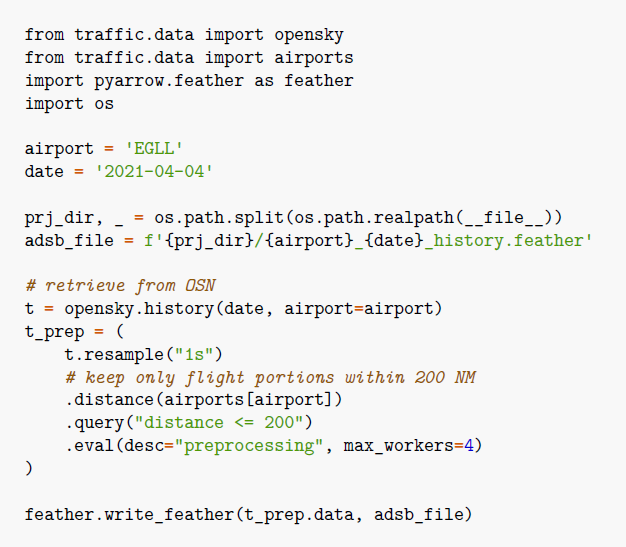 from traffic.data import opensky
from traffic.data import airports
import pyarrow.feather as feather
import os

airport = 'EGLL'
date = '2021-04-04'

prj_dir, _ = os.path.split(os.path.realpath(__file__))
adsb_file = f'{prj_dir}/{airport}_{date}_history.feather'

# retrieve from OSN
t = opensky.history(date, airport=airport)
t_prep = (
    t.resample("1s")
    # keep only flight portions within 200 NM
    .distance(airports[airport])
    .query("distance <= 200")
    .eval(desc="preprocessing", max_workers=4)
)

feather.write_feather(t_prep.data, adsb_file)